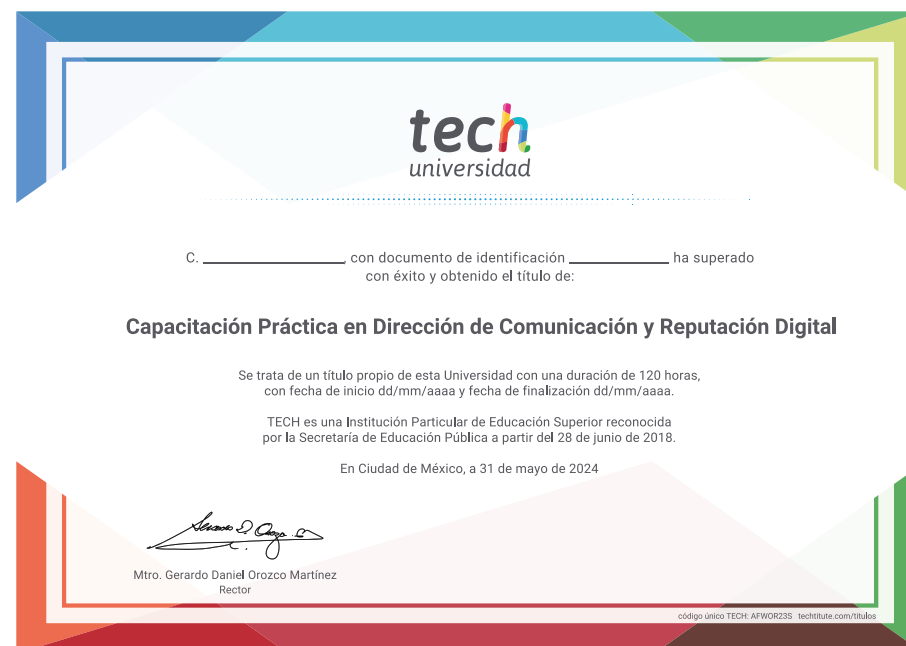 tech
universidad
C. ____________________, con documento de identificación ______________ ha superado
con éxito y obtenido el título de:
Capacitación Práctica en Dirección de Comunicación y Reputación Digital
Se trata de un título propio de esta Universidad con una duración de 120 horas,
con fecha de inicio dd/mm/aaaa y fecha de finalización dd/mm/aaaa.
TECH es una Institución Particular de Educación Superior reconocida
por la Secretaría de Educación Pública a partir del 28 de junio de 2018.
En Ciudad de México, a 31 de mayo de 2024
Mtro. Gerardo Daniel Orozco Martínez
Rector
código único TECH: AFWOR23S techtitute.com/titulos